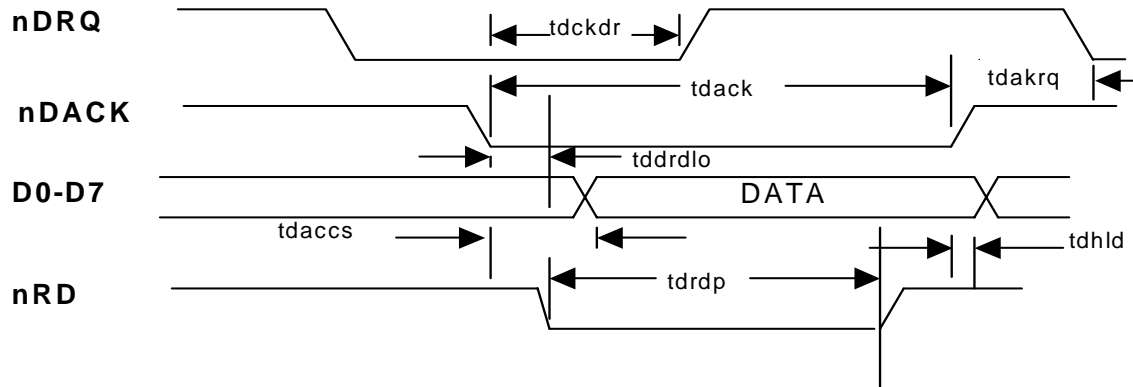 nDRQ
tdckdr
tdack
tdakrq
nDACK
tddrdlo
D0-D7
DATA
tdaccs
tdhld
tdrdp
nRD